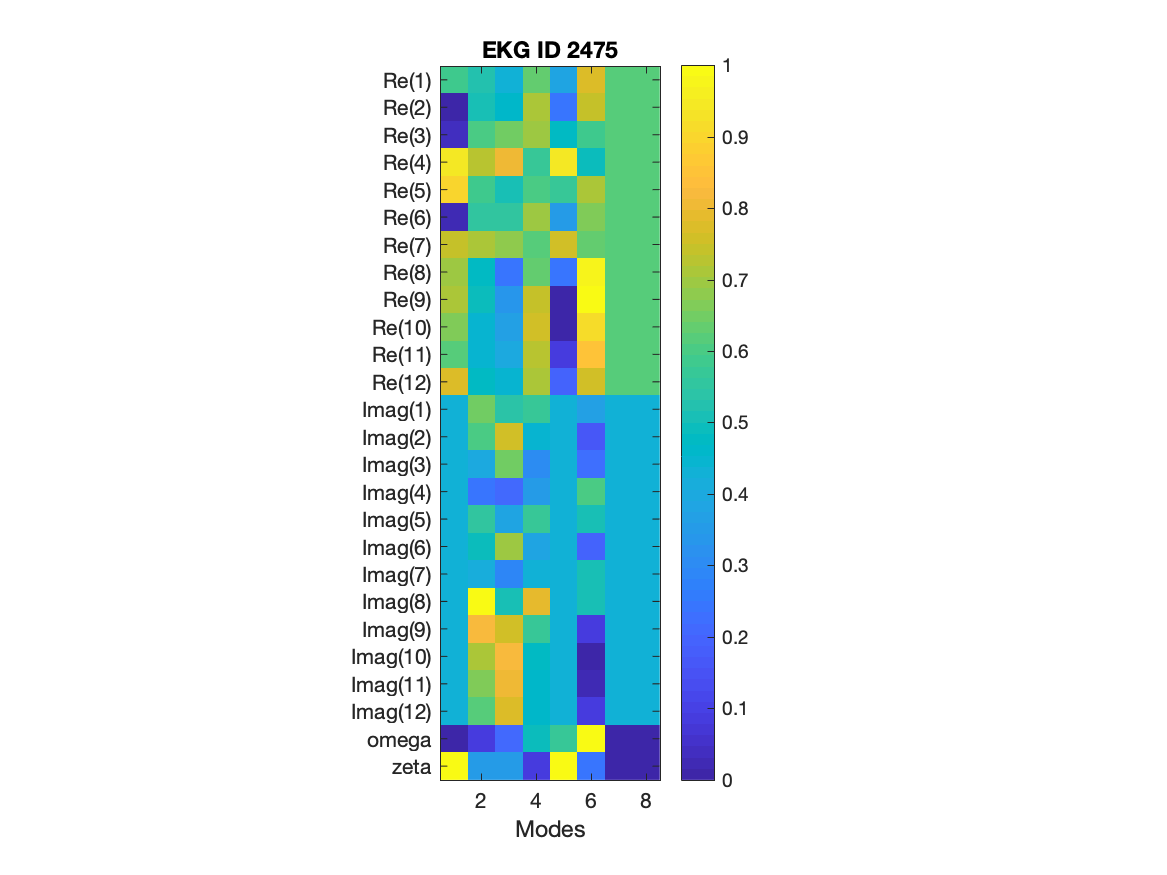 EKG ID 2475
Re(1)
Re(2)
Re(3)
Re(4)
Re(5)
Re(6)
Re(7)
Re(8)
Re(9)
Re(10)
Re(11)
Re(12)
Imag(1)
Imag(2)
Imag(3)
Imag(4)
Imag(5)
Imag(6)
Imag(7)
Imag(8)
Imag(9)
Imag(10)
Imag(11)
Imag(12)
omega
zeta
2 4 6 8
Modes
1
0.9
0.8
0.7
0.6
0.5
0.4
0.3
0.2
0.1
0